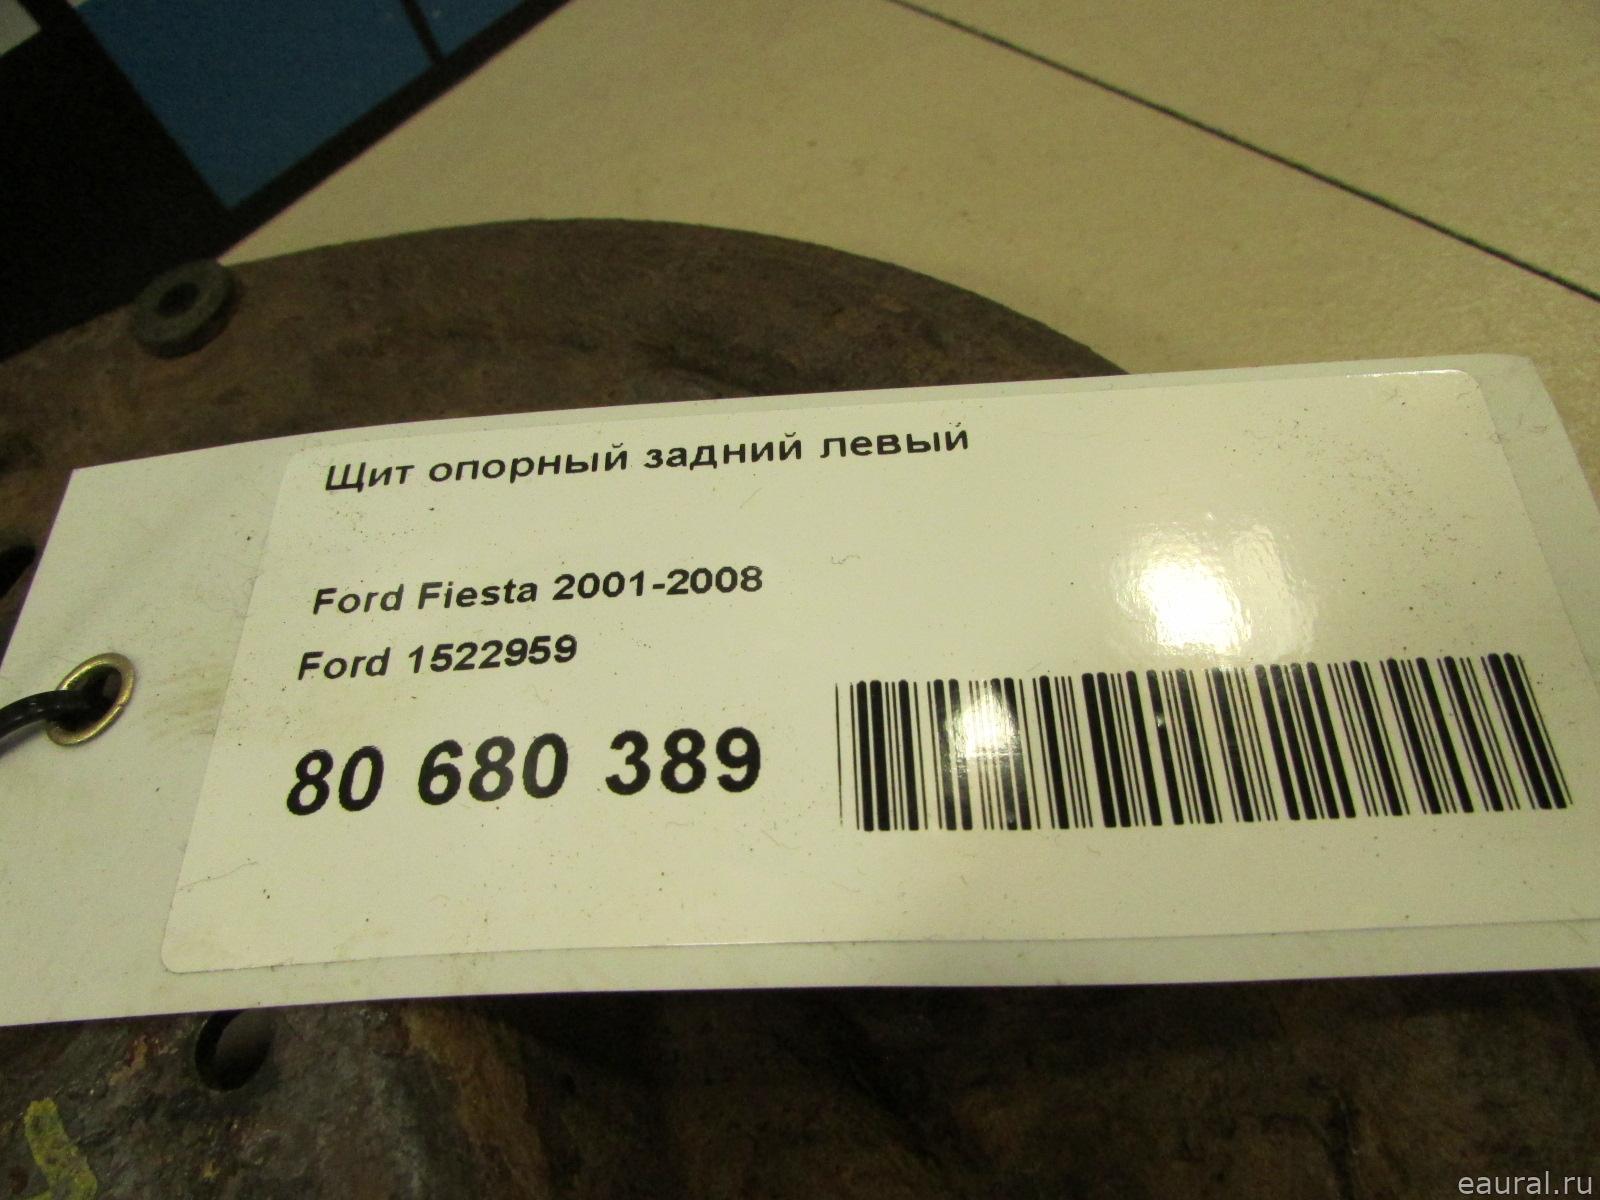 Щит опорный задний левый
Ford Fiesta 2001-2008
Ford 1522959
80 680 389
eaural.ru